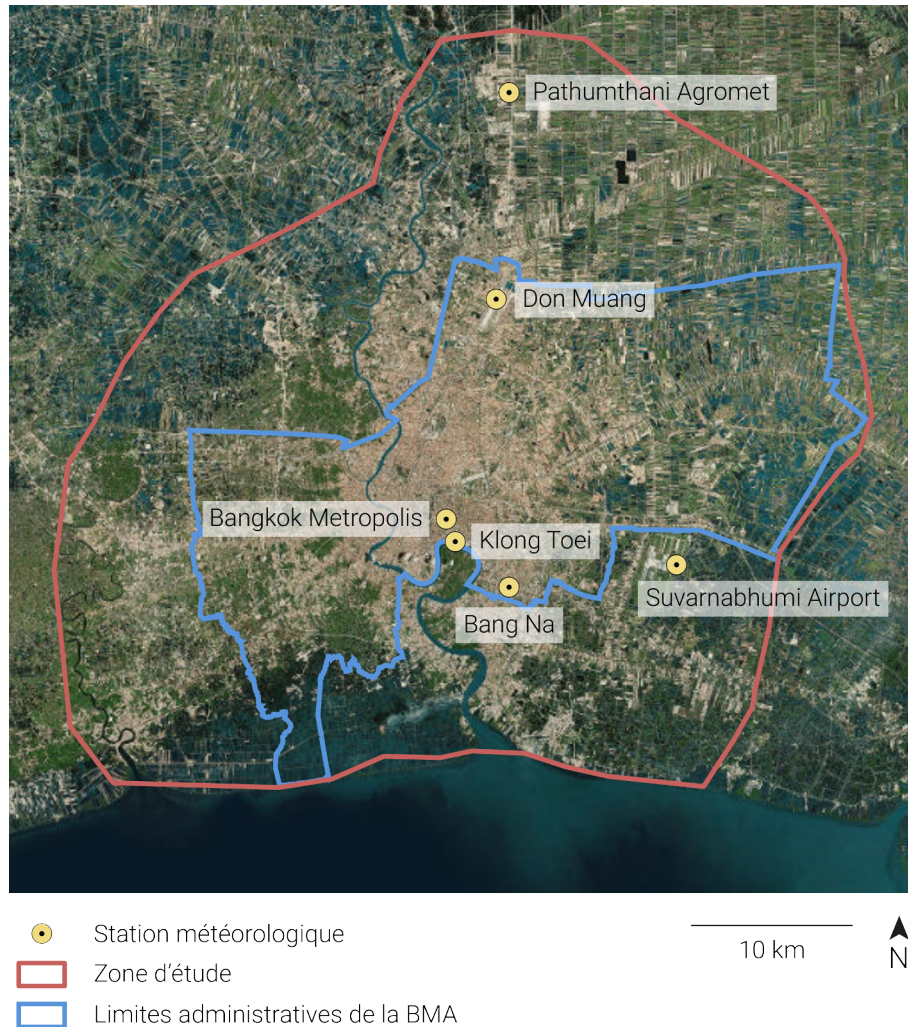 Pathumthani Agromet
Don Muang
Bangkok Metropolis
Klong Toei
Suvarnabhumi Airport
Bang Na
Station météorologique
10 km
N
Zone d'étude
Limites administratives de la BMA